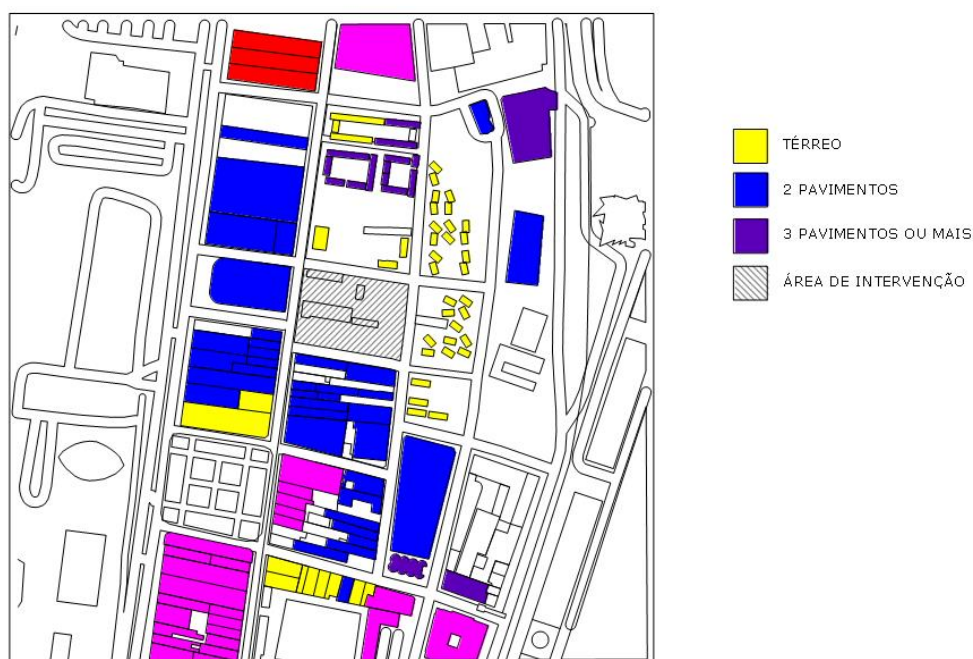 TÉRREO
2 PAVIMENTOS
3 PAVIMENTOS OU MAIS
ÁREA DE INTERVENÇÃO